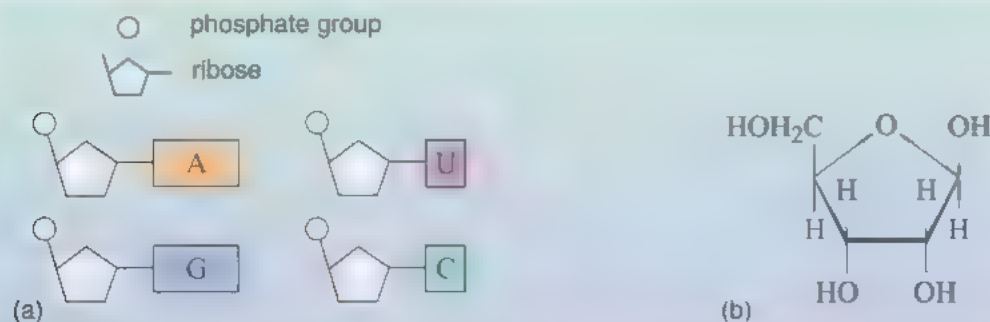 phosphate group
ribose
A
U
G
C
(a)
HOH₂C
O
OH
H
H
H
H
HO
OH
(b)